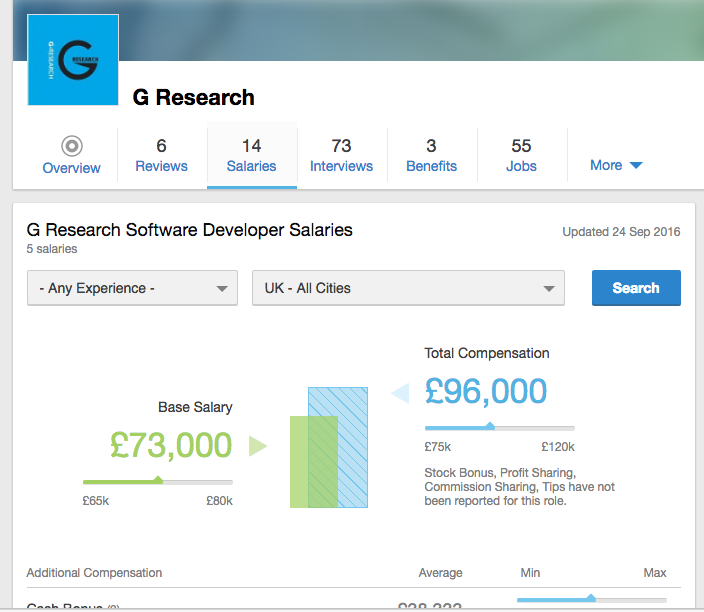 G-RESEARCH
RESEARCH
G Research
Overview
6
Reviews
14
Salaries
73
Interviews
3
Benefits
55
Jobs
More
G Research Software Developer Salaries
Updated 24 Sep 2016
5 salaries
- Any Experience -
UK - All Cities
Search
Total Compensation
£96,000
£75k
£120k
Stock Bonus, Profit Sharing,
Commission Sharing, Tips have not
been reported for this role.
Base Salary
£73,000
£65k
£80k
Additional Compensation
Average
Min
Max
Cash Bonus